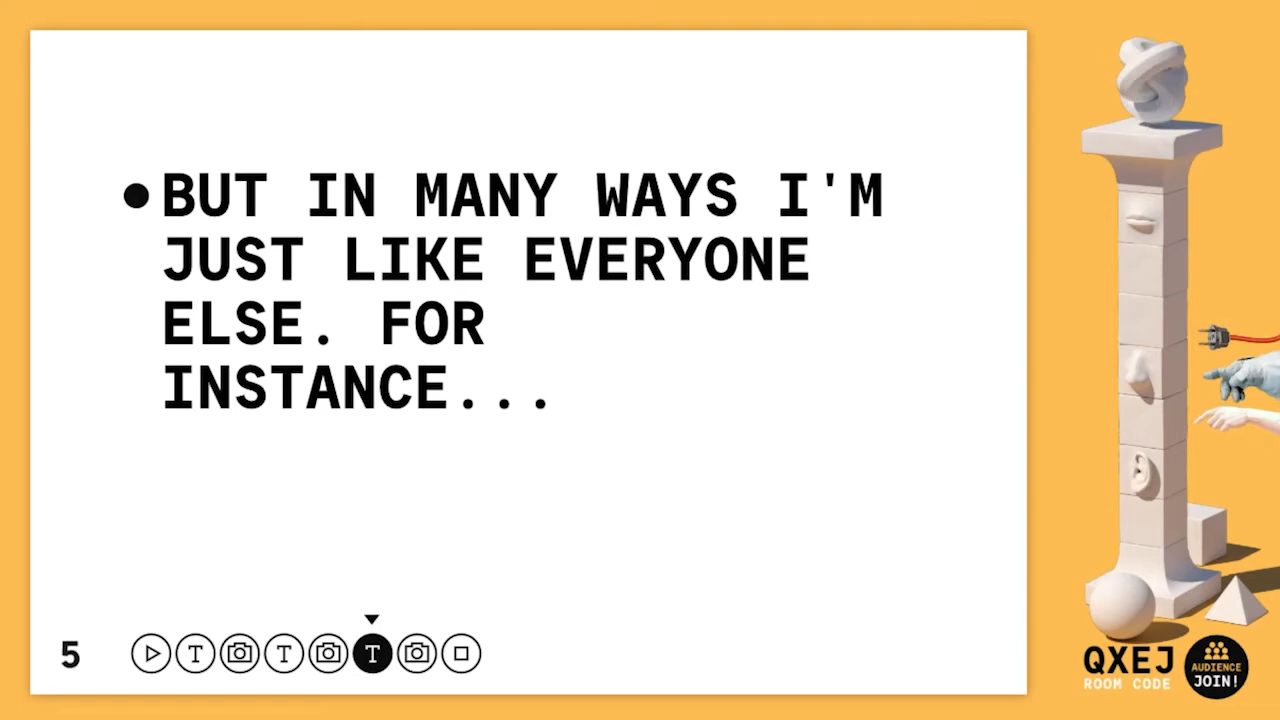 •BUT IN MANY WAYS I'M
JUST LIKE EVERYONE
ELSE. FOR
INSTANCE...
5
T
T
T
QXEJ
ROOM CODE
AUDIENCE
JOIN!